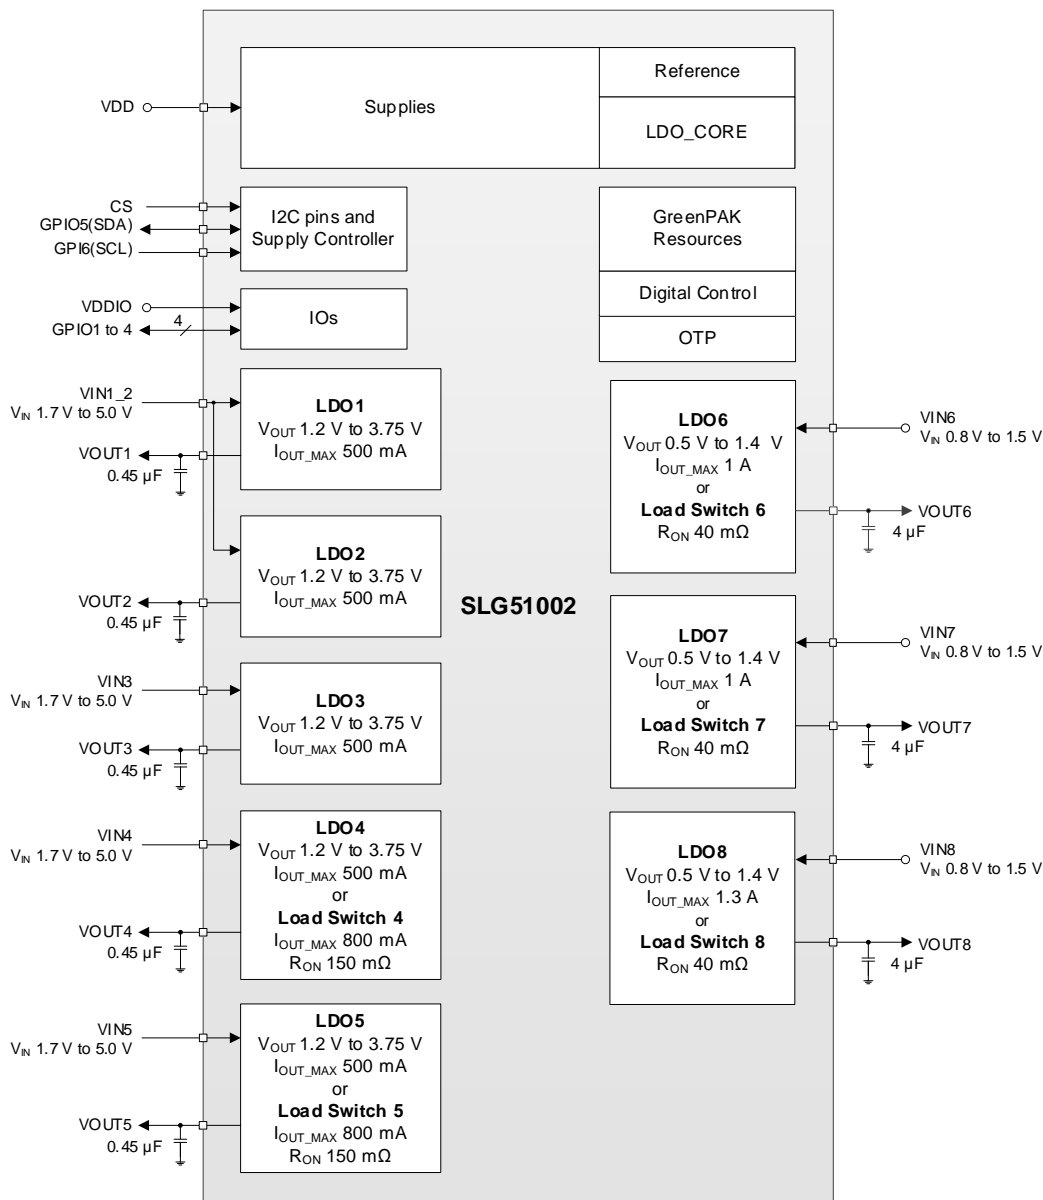 VDD
Supplies
Reference
LDO_CORE
CS
GPIO5(SDA)
GPI6(SCL)
I2C pins and
Supply Controller
GreenPAK
Resources
Digital Control
OTP
VDDIO
GPIO1 to 4
4
IOs
VIN1_2
VIN 1.7 V to 5.0 V
VOUT1
0.45 µF
LDO1
VOUT 1.2 V to 3.75 V
IOUT_MAX 500 mA
VOUT2
0.45 µF
LDO2
VOUT 1.2 V to 3.75 V
IOUT_MAX 500 mA
SLG51002
VIN3
VIN 1.7 V to 5.0 V
VOUT3
0.45 µF
LDO3
VOUT 1.2 V to 3.75 V
IOUT_MAX 500 mA
VIN4
VIN 1.7 V to 5.0 V
VOUT4
0.45 µF
LDO4
VOUT 1.2 V to 3.75 V
IOUT_MAX 500 mA
or
Load Switch 4
IOUT_MAX 800 mA
RON 150 mΩ
VIN5
VIN 1.7 V to 5.0 V
VOUT5
0.45 µF
LDO5
VOUT 1.2 V to 3.75 V
IOUT_MAX 500 mA
or
Load Switch 5
IOUT_MAX 800 mA
RON 150 mΩ
LDO6
VOUT 0.5 V to 1.4 V
IOUT_MAX 1 A
or
Load Switch 6
RON 40 mΩ
VIN6
VIN 0.8 V to 1.5 V
VOUT6
4 µF
LDO7
VOUT 0.5 V to 1.4 V
IOUT_MAX 1 A
or
Load Switch 7
RON 40 mΩ
VIN7
VIN 0.8 V to 1.5 V
VOUT7
4 µF
LDO8
VOUT 0.5 V to 1.4 V
IOUT_MAX 1.3 A
or
Load Switch 8
RON 40 mΩ
VIN8
VIN 0.8 V to 1.5 V
VOUT8
4 µF